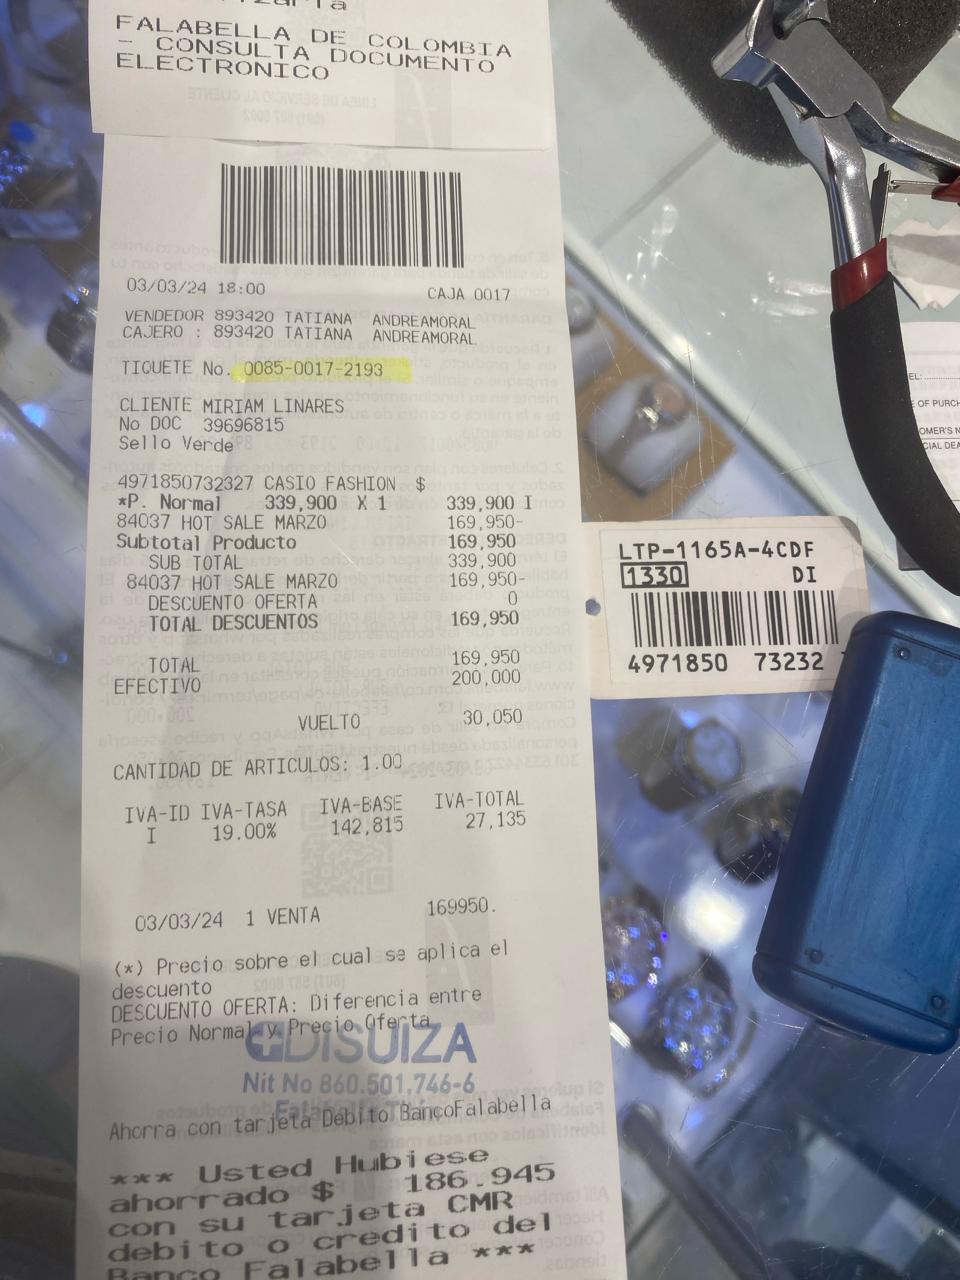 FALABELLA DE COLOMBIA
- CONSULTA DOCUMENTO
ELECTRONICO
03/03/24 18:00 CAJA 0017
VENDEDOR 893420 TATIANA ANDREAMORAL
CAJERO : 893420 TATIANA ANDREAMORAL
TIQUETE No. 0085-0017-2193
CLIENTE MIRIAM LINARES
No DOC 39696815
Sello Verde
4971850732327 CASIO FASHION $
*P. Normal 339,900 X 1 339,900 I
84037 HOT SALE MARZO 169,950-
Subtotal Producto 169,950
SUB TOTAL 339,900
84037 HOT SALE MARZO 169,950-
DESCUENTO OFERTA 0
TOTAL DESCUENTOS 169,950
TOTAL 169,950
EFECTIVO 200,000
VUELTO 30,050
CANTIDAD DE ARTICULOS: 1.00
IVA-ID IVA-TASA IVA-BASE IVA-TOTAL
I 19.00% 142,815 27,135
03/03/24 1 VENTA 169950.
(*) Precio sobre el cual se aplica el
descuento
DESCUENTO OFERTA: Diferencia entre
Precio Normal y Precio Oferta
DISUIZA
Nit No 860.501.746-6
Ahorra con tarjeta Debito BancoFalabella
*** Usted Hubiese
ahorrado $ 186,945
con su tarjeta CMR
debito o credito del
Banco Falabella ***
LTP-1165A-4CDF
1330 DI
4971850 73232
EL:
E OF PURCH
OMER'S N
CIAL DEA